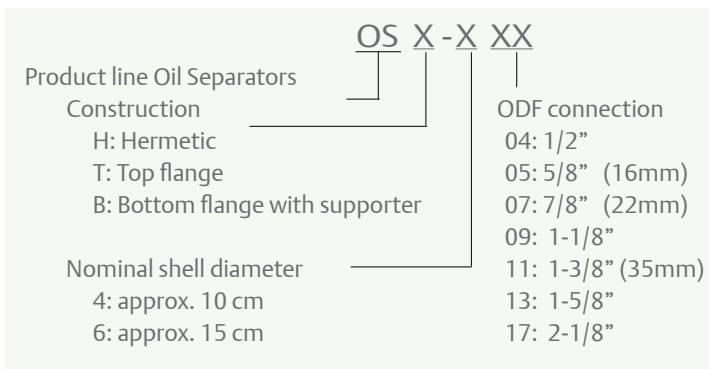 OS X - X XX
Product line Oil Separators
Construction
H: Hermetic
T: Top flange
B: Bottom flange with supporter
Nominal shell diameter
4: approx. 10 cm
6: approx. 15 cm
ODF connection
04: 1/2”
05: 5/8” (16mm)
07: 7/8” (22mm)
09: 1-1/8”
11: 1-3/8” (35mm)
13: 1-5/8”
17: 2-1/8”